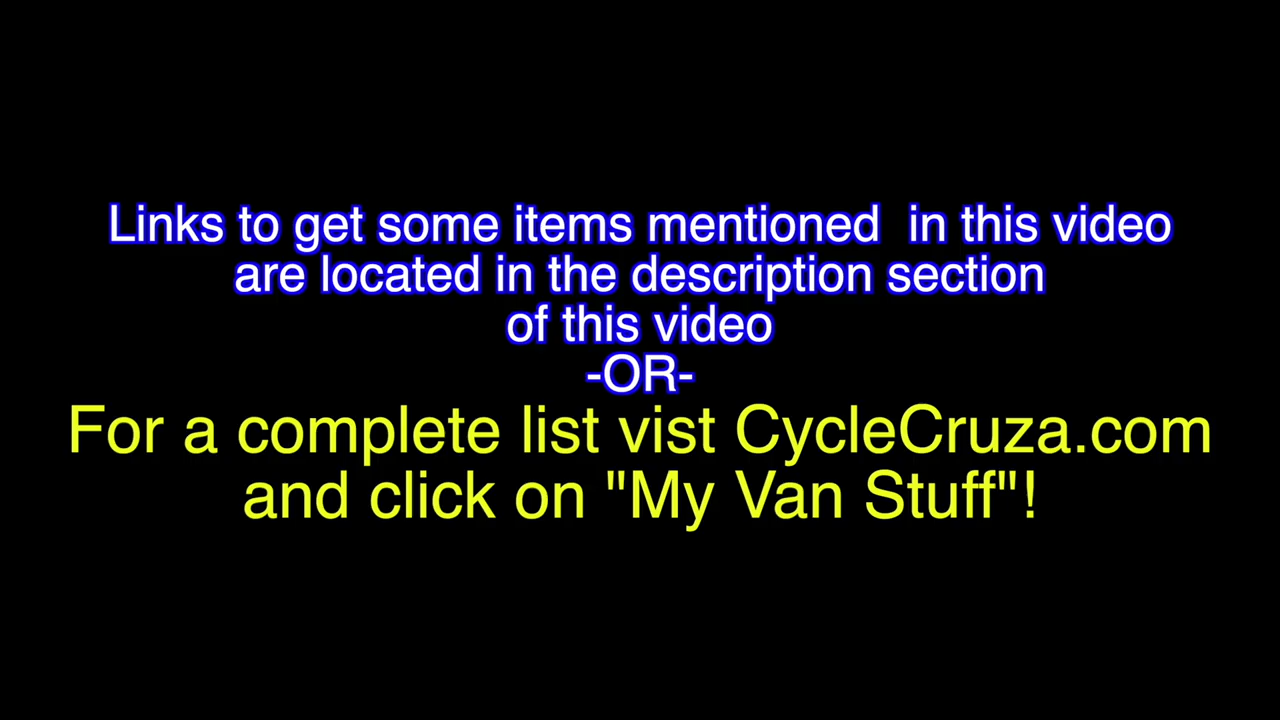 Links to get some items mentioned  in this video
are located in the description section
of this video
-OR-
For a complete list vist CycleCruza.com
and click on "My Van Stuff"!